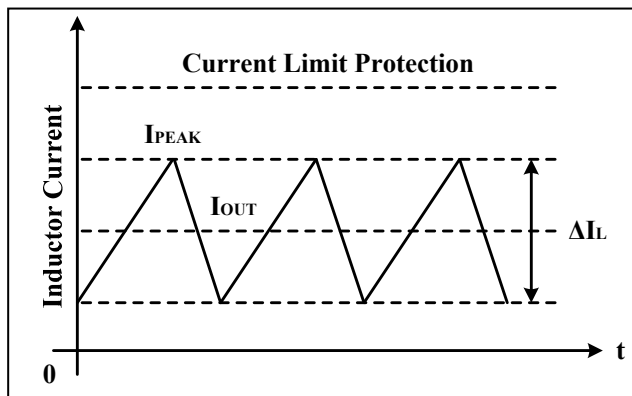 Current Limit Protection
IPEAK
Inductor Current
IOUT
ΔIL
0
t